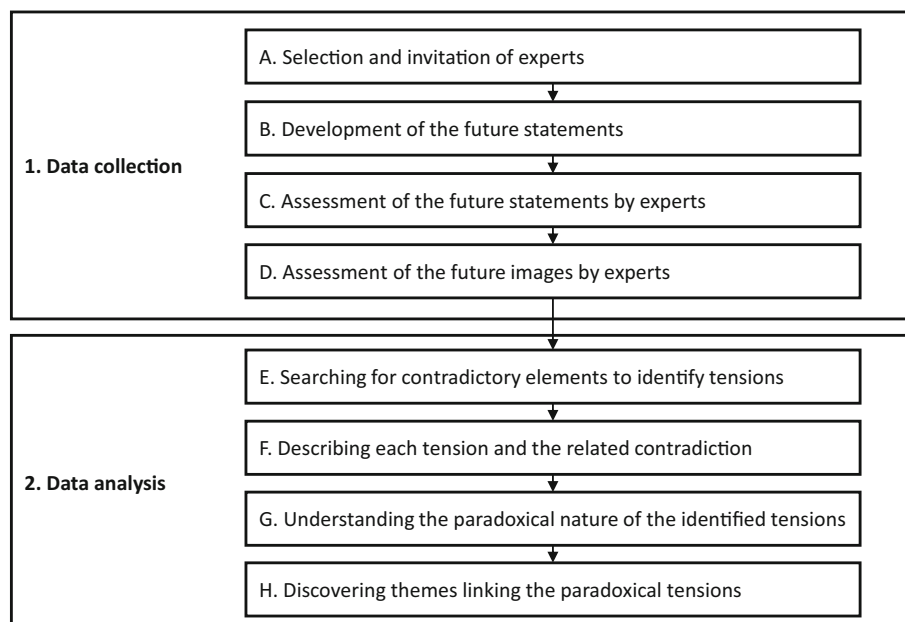 1. Data collection
A. Selection and invitation of experts
B. Development of the future statements
C. Assessment of the future statements by experts
D. Assessment of the future images by experts
2. Data analysis
E. Searching for contradictory elements to identify tensions
F. Describing each tension and the related contradiction
G. Understanding the paradoxical nature of the identified tensions
H. Discovering themes linking the paradoxical tensions